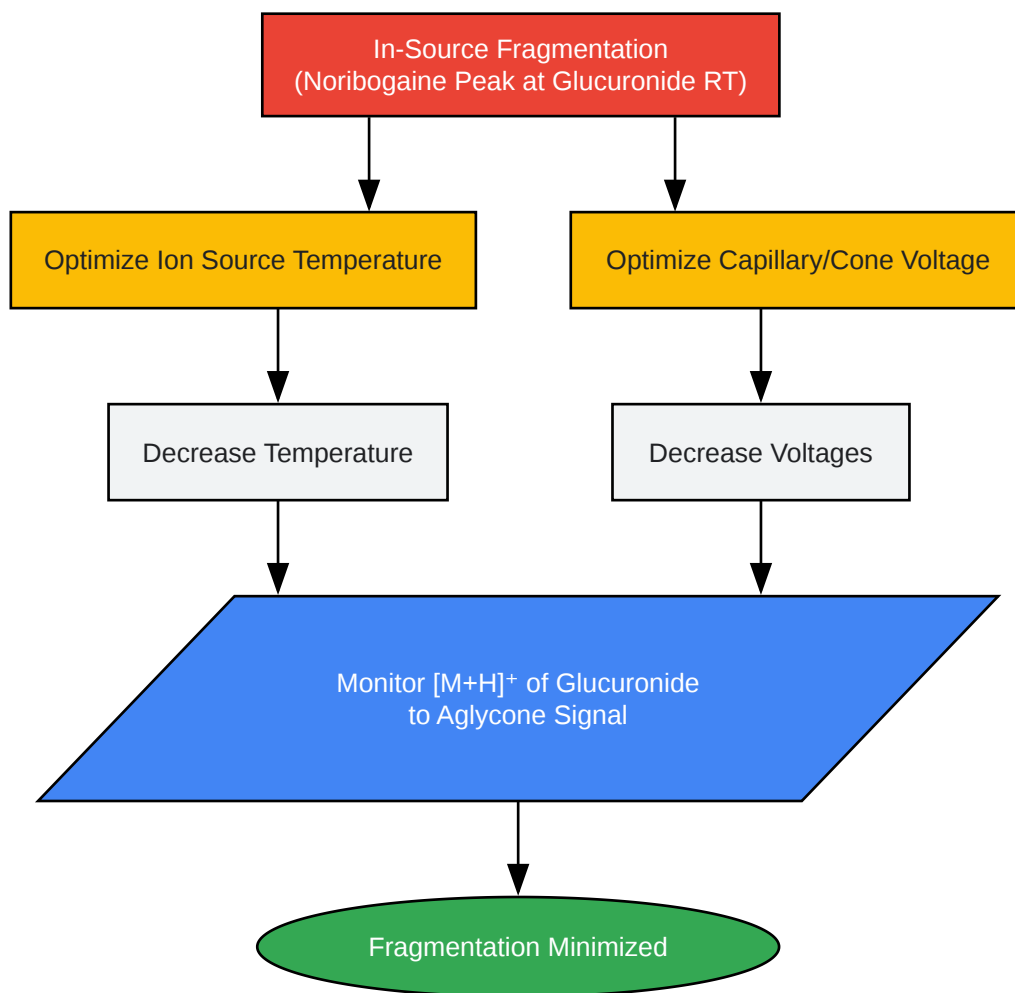 In-Source Fragmentation
(Noribogaine Peak at Glucuronide RT)
Optimize Ion Source Temperature
Optimize Capillary/Cone Voltage
Decrease Temperature
Decrease Voltages
Monitor [M+H]⁺ of Glucuronide
to Aglycone Signal
Fragmentation Minimized